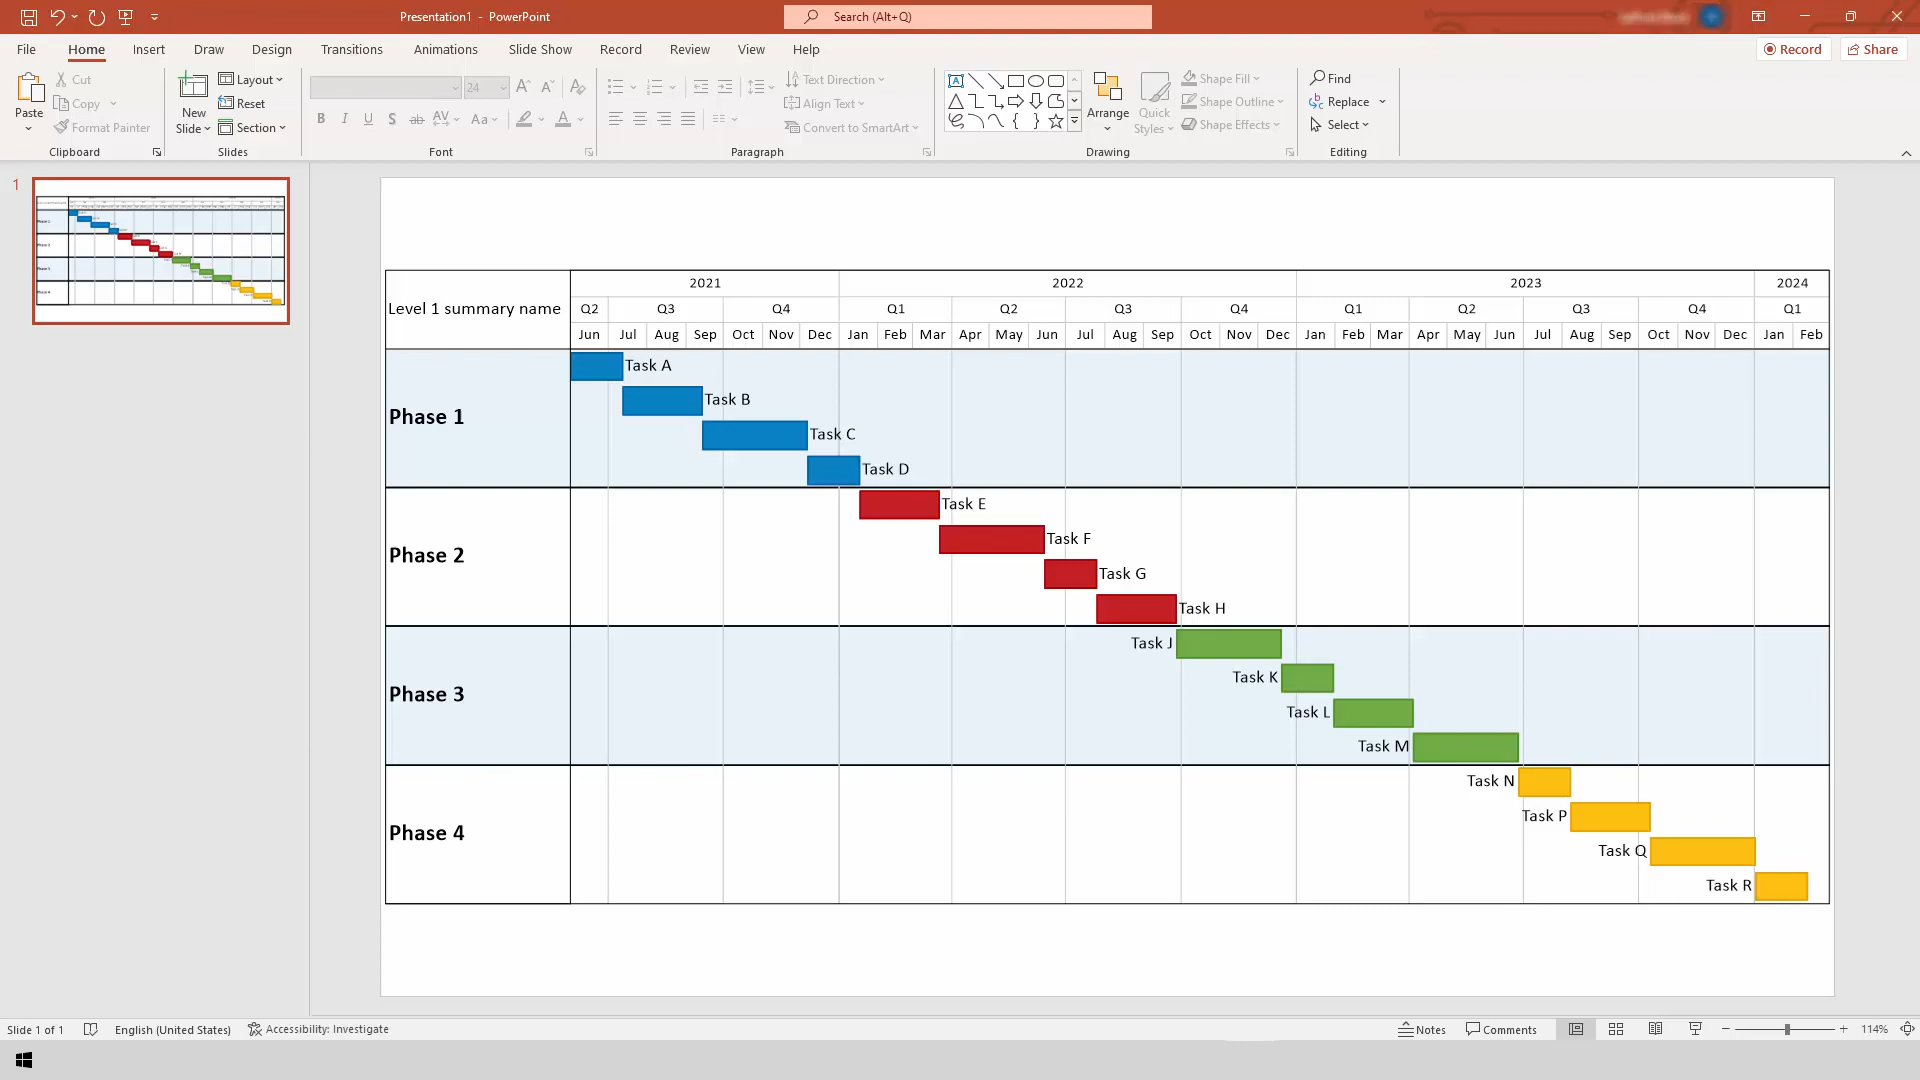 Presentation1 - PowerPoint
Search (Alt+Q)
File Home Insert Draw Design Transitions Animations Slide Show Record Review View Help
Record Share
Paste
Cut
Copy
Format Painter
Clipboard
New Slide
Layout
Reset
Section
Slides
24
B I U S ab AV Aa A
Font
Text Direction
Align Text
Convert to SmartArt
Paragraph
Arrange
Quick Styles
Shape Fill
Shape Outline
Shape Effects
Drawing
Find
Replace
Select
Editing
1
Level 1 summary name
2021 2022 2023 2024
Q2 Q3 Q4 Q1 Q2 Q3 Q4 Q1 Q2 Q3 Q4 Q1
Jun Jul Aug Sep Oct Nov Dec Jan Feb Mar Apr May Jun Jul Aug Sep Oct Nov Dec Jan Feb Mar Apr May Jun Jul Aug Sep Oct Nov Dec Jan Feb
Phase 1
Task A
Task B
Task C
Task D
Phase 2
Task E
Task F
Task G
Task H
Phase 3
Task J
Task K
Task L
Task M
Phase 4
Task N
Task P
Task Q
Task R
Slide 1 of 1 English (United States) Accessibility: Investigate Notes Comments 114%